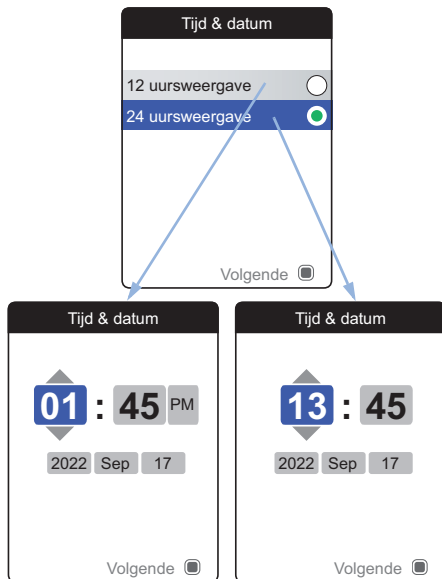 Tijd & datum
12 uursweergave
24 uursweergave
Volgende
Tijd & datum
01 : 45 PM
2022 Sep 17
Volgende
Tijd & datum
13 : 45
2022 Sep 17
Volgende